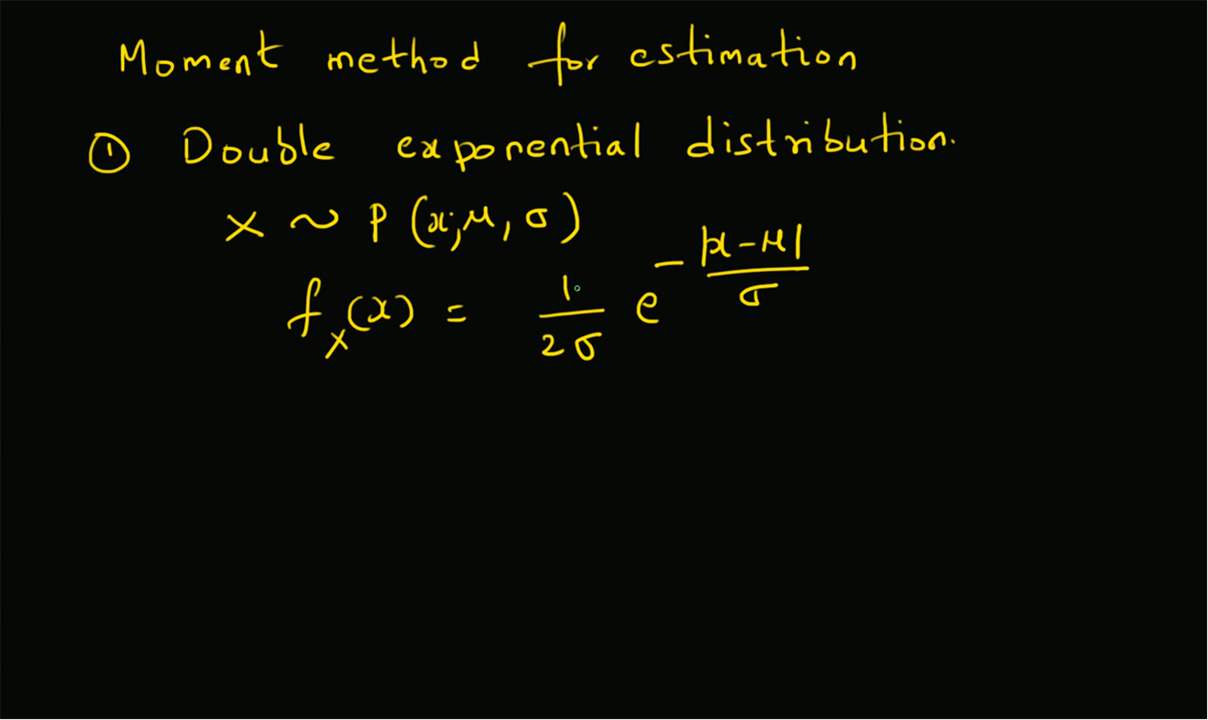 Moment method for estimation
① Double exponential distribution.
X ~ P (x; μ, σ)
f_X(x) = 1/2σ e^-|x-μ|/σ